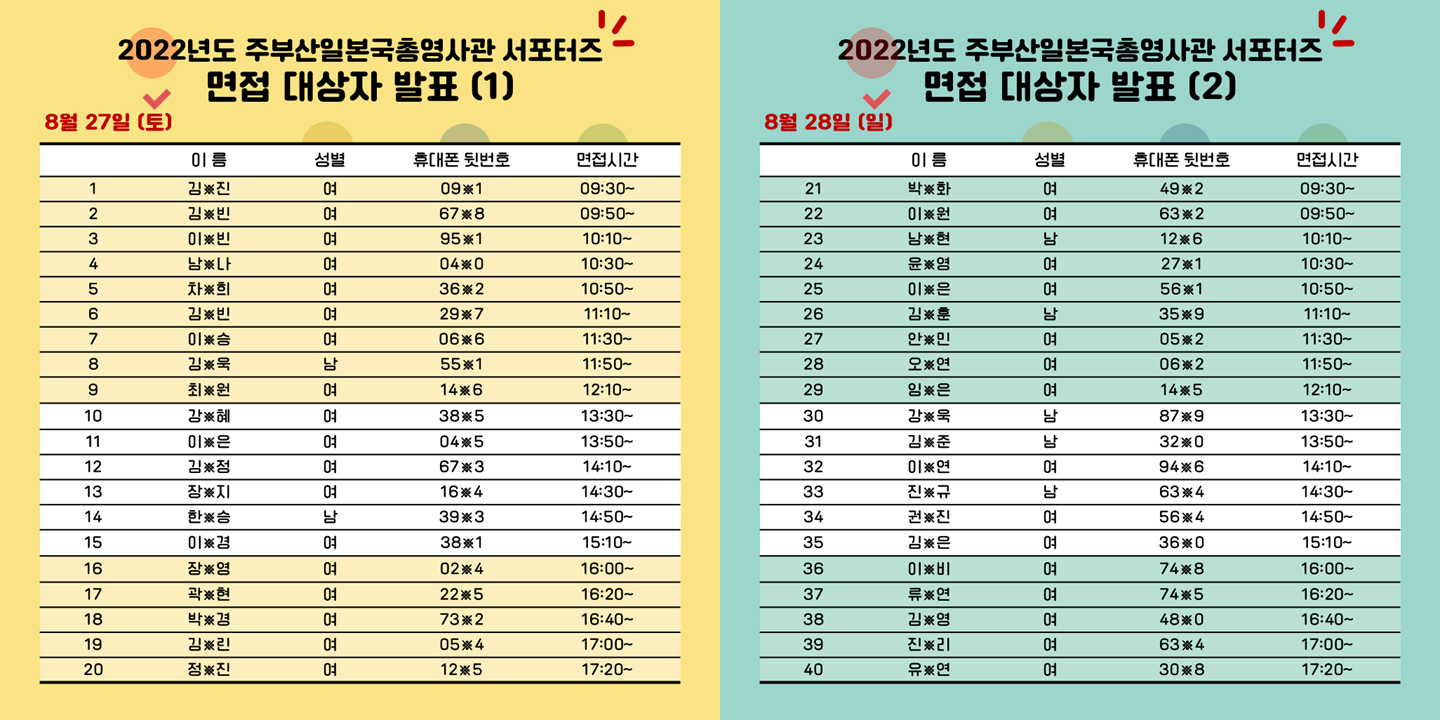 2022년도 주부산일본국총영사관 서포터즈
면접 대상자 발표 (1)
8월 27일 (토)
이 름 성별 휴대폰 뒷번호 면접시간
1 김※진 여 09※1 09:30~
2 김※빈 여 67※8 09:50~
3 이※빈 여 95※1 10:10~
4 남※나 여 04※0 10:30~
5 차※희 여 36※2 10:50~
6 김※빈 여 29※7 11:10~
7 이※승 여 06※6 11:30~
8 김※욱 남 55※1 11:50~
9 최※원 여 14※6 12:10~
10 강※혜 여 38※5 13:30~
11 이※은 여 04※5 13:50~
12 김※정 여 67※3 14:10~
13 장※지 여 16※4 14:30~
14 한※승 남 39※3 14:50~
15 이※경 여 38※1 15:10~
16 장※영 여 02※4 16:00~
17 곽※현 여 22※5 16:20~
18 박※경 여 73※2 16:40~
19 김※린 여 05※4 17:00~
20 정※진 여 12※5 17:20~
2022년도 주부산일본국총영사관 서포터즈
면접 대상자 발표 (2)
8월 28일 (일)
이 름 성별 휴대폰 뒷번호 면접시간
21 박※화 여 49※2 09:30~
22 이※원 여 63※2 09:50~
23 남※현 남 12※6 10:10~
24 윤※영 여 27※1 10:30~
25 이※은 여 56※1 10:50~
26 김※훈 남 35※9 11:10~
27 안※민 여 05※2 11:30~
28 오※연 여 06※2 11:50~
29 임※은 여 14※5 12:10~
30 강※욱 남 87※9 13:30~
31 김※준 남 32※0 13:50~
32 이※연 여 94※6 14:10~
33 진※규 남 63※4 14:30~
34 권※진 여 56※4 14:50~
35 김※은 여 36※0 15:10~
36 이※비 여 74※8 16:00~
37 류※연 여 74※5 16:20~
38 김※영 여 48※0 16:40~
39 진※리 여 63※4 17:00~
40 유※연 여 30※8 17:20~